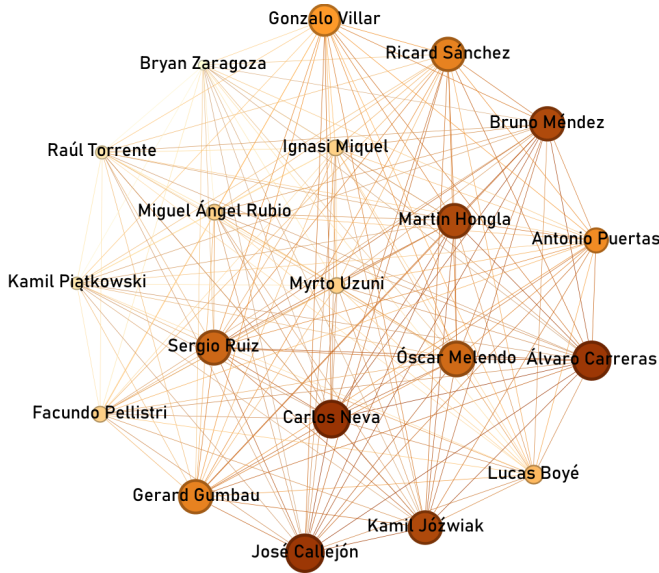 Gonzalo Villar
Ricard Sánchez
Bryan Zaragoza
Bruno Méndez
Raúl Torrente
Ignasi Miquel
Miguel Ángel Rubio
Martin Hongla
Antonio Puertas
Kamil Piątkowski
Myrto Uzuni
Sergio Ruiz
Óscar Melendo
Álvaro Carreras
Facundo Pellistri
Carlos Neva
Lucas Boyé
Gerard Gumbau
Kamil Jóźwiak
José Callejón